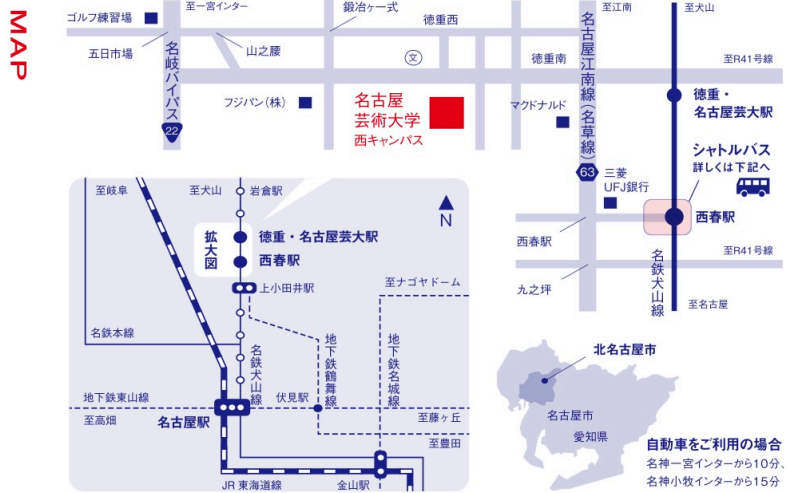 MAP
ゴルフ練習場
至一宮インター
鍛冶ヶ一式
徳重西
至江南
至犬山
五日市場
山之腰
名岐バイパス
22
文
徳重南
名古屋江南線(名草線)
至R41号線
フジパン(株)
名古屋
芸術大学
西キャンパス
マクドナルド
徳重・
名古屋芸大駅
シャトルバス
詳しくは下記へ
63
三菱
UFJ銀行
西春駅
西春駅
名鉄犬山線
至R41号線
九之坪
至名古屋
至岐阜
至犬山
岩倉駅
N
拡大図
徳重・名古屋芸大駅
西春駅
上小田井駅
至ナゴヤドーム
名鉄本線
名鉄犬山線
地下鉄鶴舞線
地下鉄名城線
地下鉄東山線
伏見駅
至高畑
名古屋駅
至藤ヶ丘
至豊田
JR東海道線
金山駅
北名古屋市
名古屋市
愛知県
自動車をご利用の場合
名神一宮インターから10分、
名神小牧インターから15分